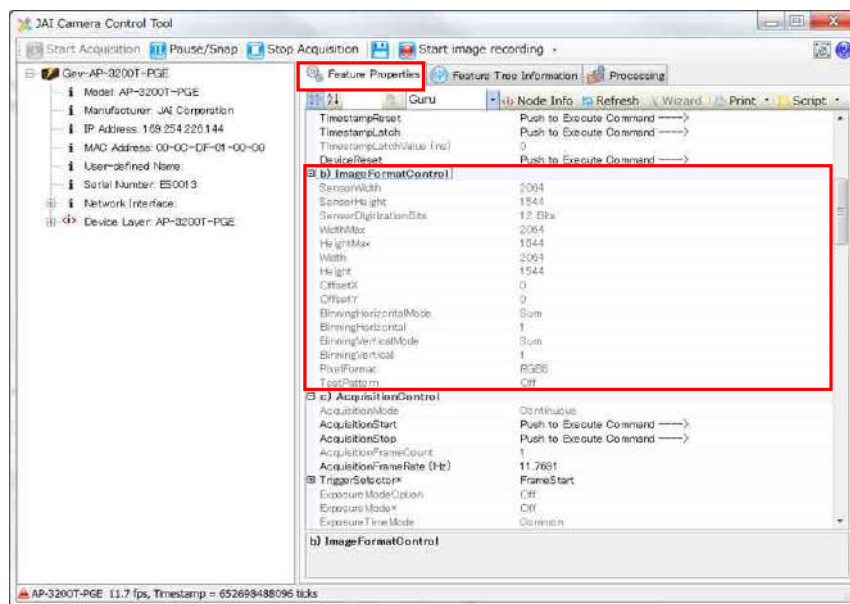 JAI Camera Control Tool
Start Acquisition Pause/Snap Stop Acquisition Start image recording
Gev-AP-3200T-PGE
Model: AP-3200T-PGE
Manufacturer: JAI Corporation
IP Address: 169.254.226.144
MAC Address: 00-0C-DF-01-00-00
User-defined Name:
Serial Number: ES0013
Network Interface:
Device Layer: AP-3200T-PGE
Feature Properties Feature Tree Information Processing
Guru Node Info Refresh Wizard Print Script
TimestampReset Push to Execute Command ---->
TimestampLatch Push to Execute Command ---->
TimestampLatchValue (ns) 0
DeviceReset Push to Execute Command ---->
b) ImageFormatControl
SensorWidth 2064
SensorHeight 1544
SensorDigitizationBits 12 Bits
WidthMax 2064
HeightMax 1544
Width 2064
Height 1544
OffsetX 0
OffsetY 0
BinningHorizontalMode Sum
BinningHorizontal 1
BinningVerticalMode Sum
BinningVertical 1
PixelFormat RGB8
TestPattern Off
c) AcquisitionControl
AcquisitionMode Continuous
AcquisitionStart Push to Execute Command ---->
AcquisitionStop Push to Execute Command ---->
AcquisitionFrameCount 1
AcquisitionFrameRate (Hz) 11.7681
TriggerSelector* FrameStart
ExposureModeOption Off
ExposureMode* Off
ExposureTimeMode Common
b) ImageFormatControl
AP-3200T-PGE 11.7 fps, Timestamp = 652698488096 ticks